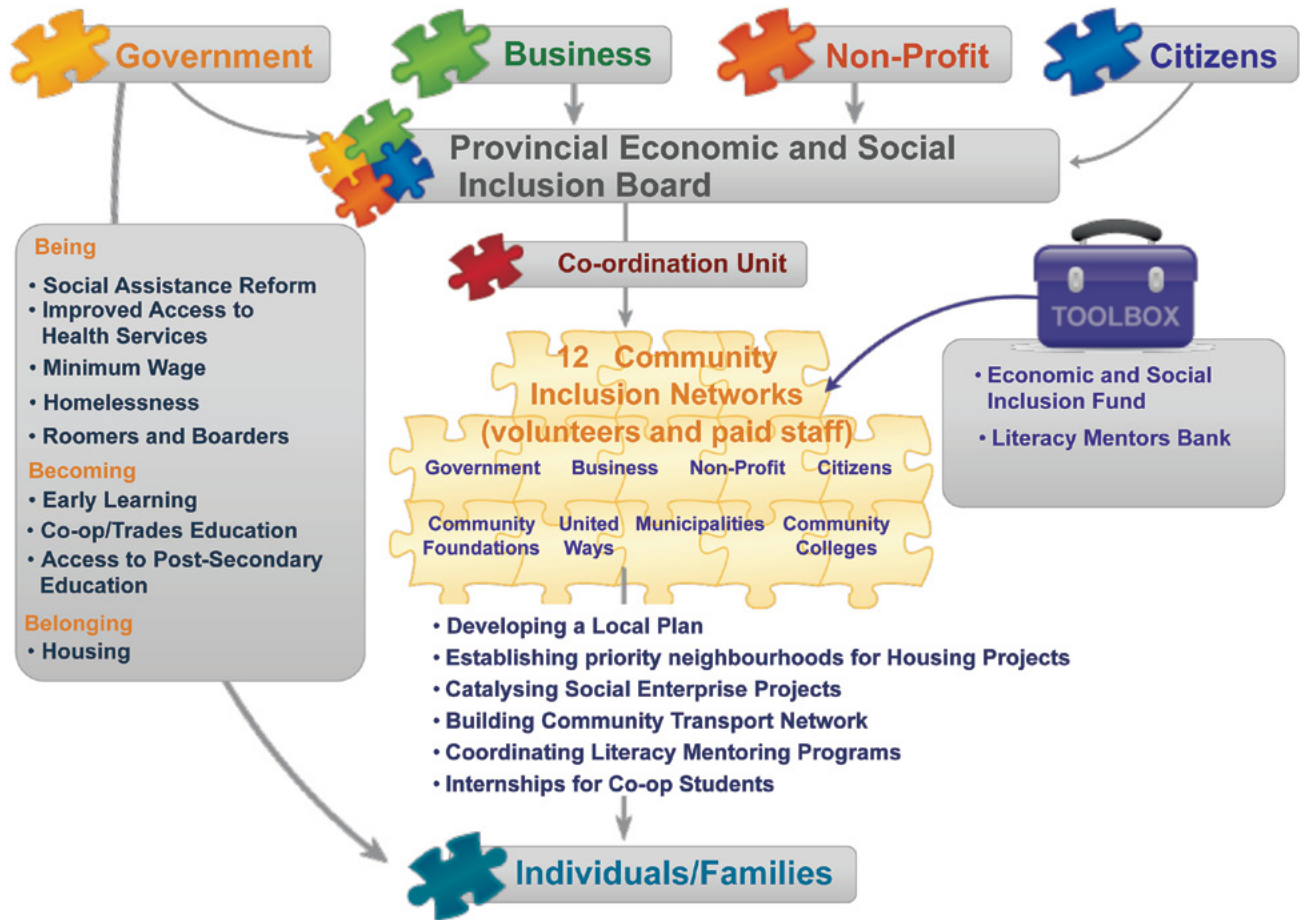 Government
Business
Non-Profit
Citizens
Provincial Economic and Social
Inclusion Board
Being
• Social Assistance Reform
• Improved Access to
Health Services
• Minimum Wage
• Homelessness
• Roomers and Boarders
Becoming
• Early Learning
• Co-op/Trades Education
• Access to Post-Secondary
Education
Belonging
• Housing
Co-ordination Unit
TOOLBOX
• Economic and Social
Inclusion Fund
• Literacy Mentors Bank
12 Community
Inclusion Networks
(volunteers and paid staff)
Government Business Non-Profit Citizens
Community
Foundations
United
Ways
Municipalities
Community
Colleges
• Developing a Local Plan
• Establishing priority neighbourhoods for Housing Projects
• Catalysing Social Enterprise Projects
• Building Community Transport Network
• Coordinating Literacy Mentoring Programs
• Internships for Co-op Students
Individuals/Families